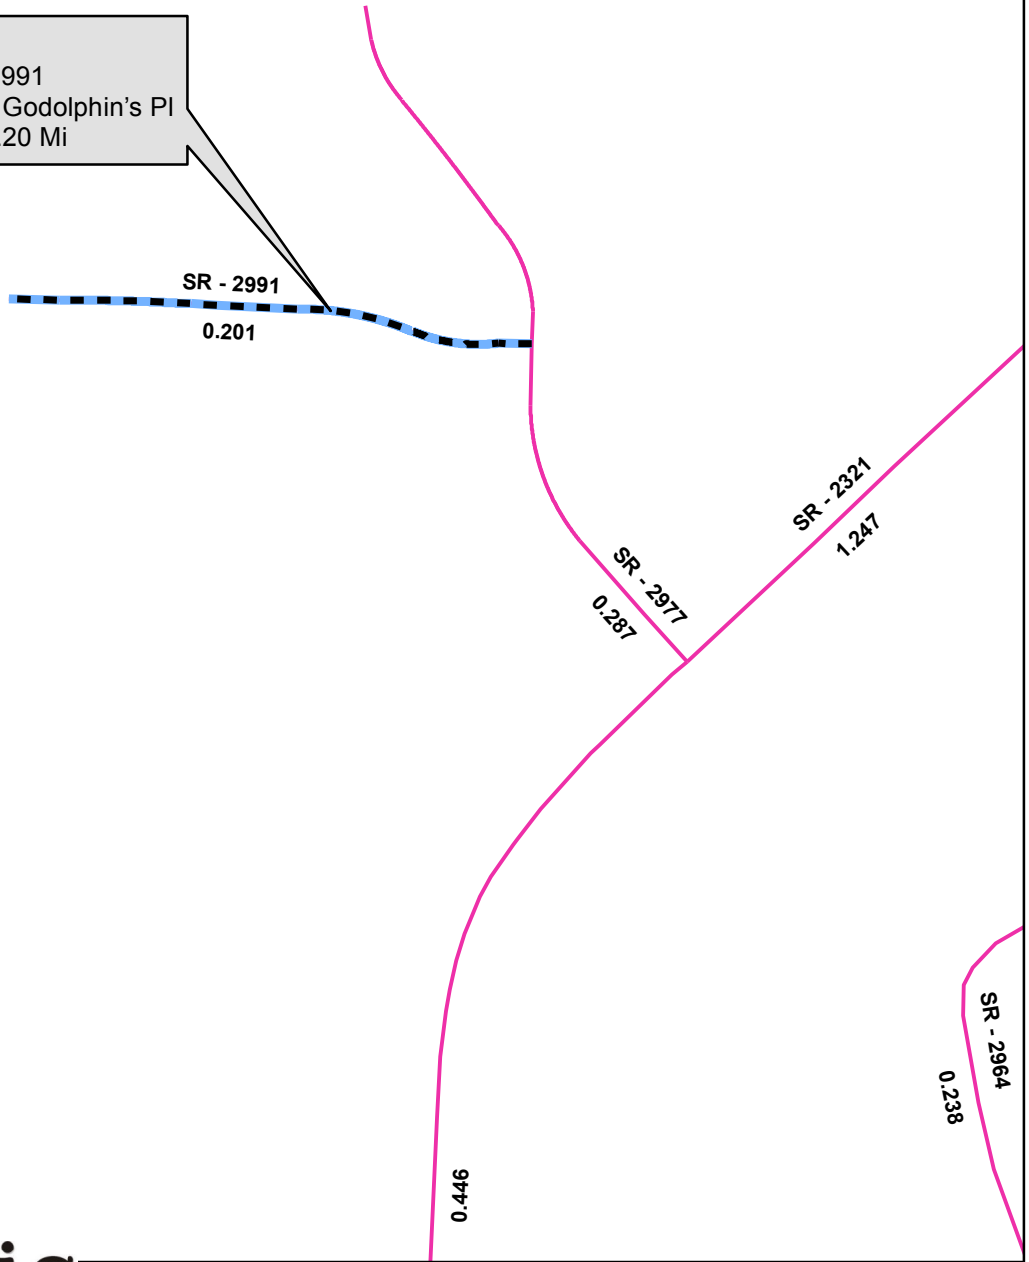 991
Godolphin's Pl
.20 Mi
SR - 2991
0.201
SR - 2321
1.247
SR - 2977
0.287
SR - 2964
0.238
0.446